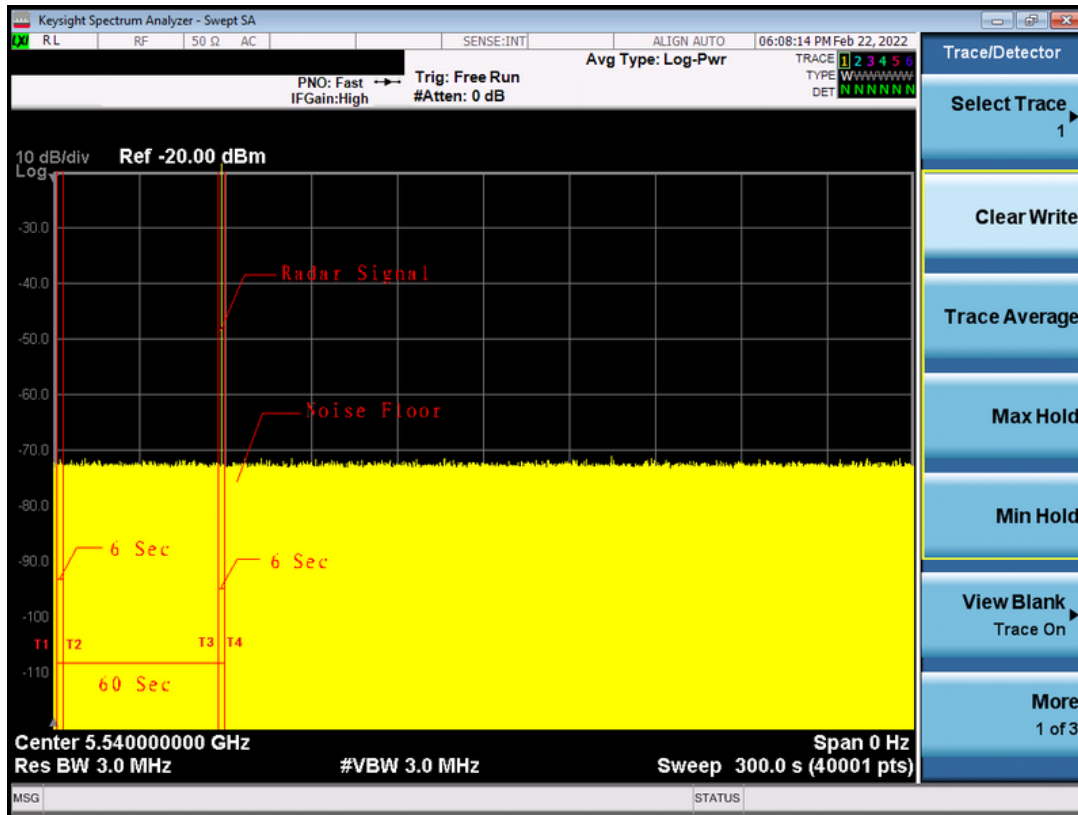 Keysight Spectrum Analyzer - Swept SA
LXI RL RF 50 Ω AC SENSE:INT ALIGN AUTO 06:08:14 PM Feb 22, 2022
Avg Type: Log-Pwr
TRACE 1 2 3 4 5 6
TYPE W W W W W W
DET N N N N N N
PNO: Fast
IFGain:High
Trig: Free Run
#Atten: 0 dB
10 dB/div
Log
Ref -20.00 dBm
-30.0
-40.0
-50.0
-60.0
-70.0
-80.0
-90.0
-100
-110
Radar Signal
Noise Floor
6 Sec
6 Sec
T1 T2 T3 T4
60 Sec
Center 5.540000000 GHz
Span 0 Hz
Res BW 3.0 MHz
#VBW 3.0 MHz
Sweep 300.0 s (40001 pts)
MSG
STATUS
Trace/Detector
Select Trace
1
Clear Write
Trace Average
Max Hold
Min Hold
View Blank
Trace On
More
1 of 3